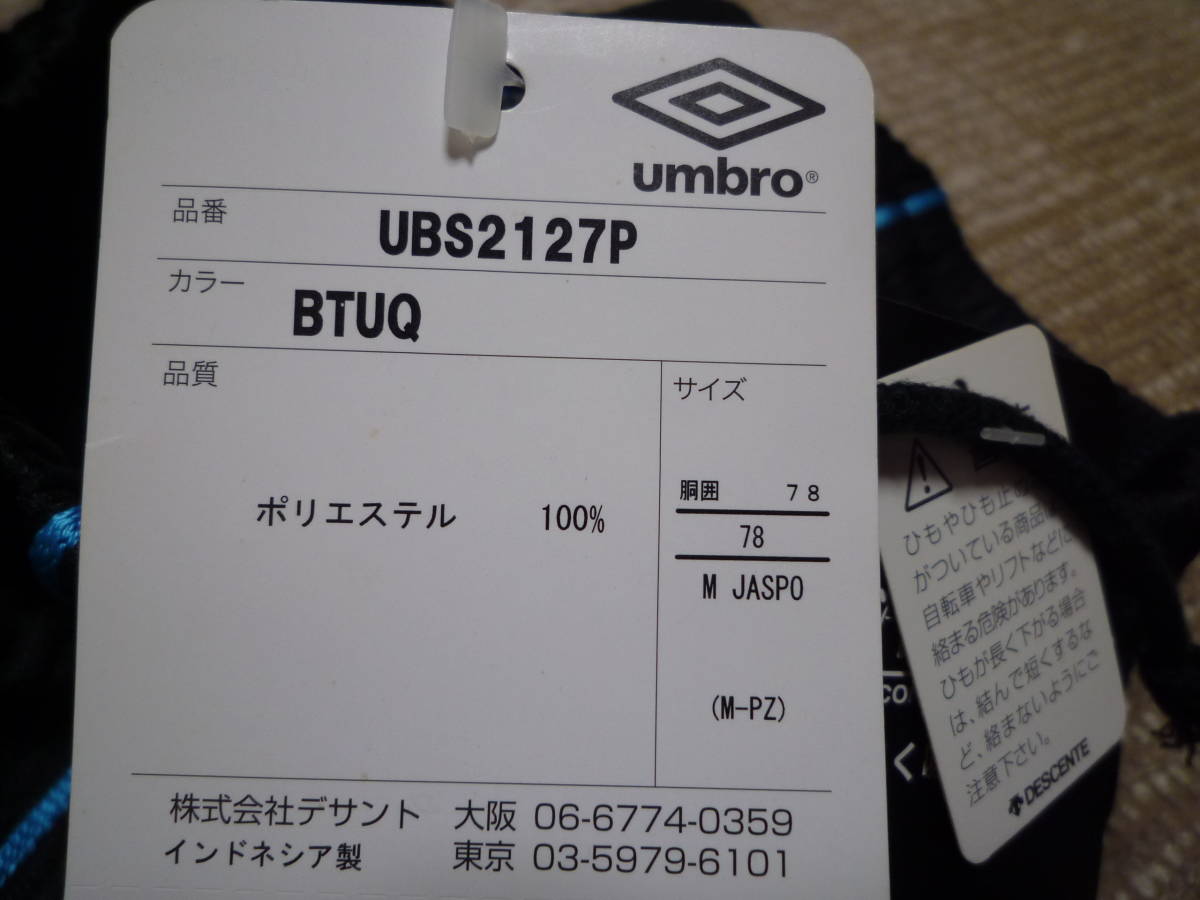 umbro®
品番 UBS2127P
カラー BTUQ
品質
サイズ
ポリエステル 100%
胴囲 78
78
M JASPO
(M-PZ)
株式会社デサント 大阪 06-6774-0359
インドネシア製 東京 03-5979-6101
ひもやひも止め
がついている商品は
自転車やリフトなどに
絡まる危険があります。
ひもが長く下がる場合
は、結んで短くするな
ど、絡まないようにご
注意下さい。
DESCENTE